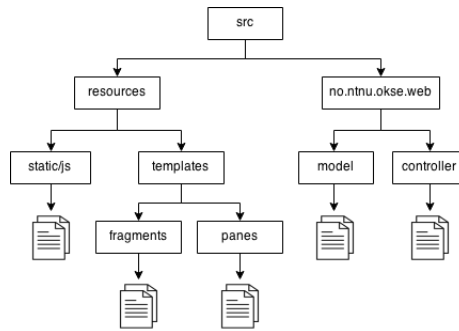 src
resources
no.ntnu.okse.web
static/js
templates
model
controller
fragments
panes